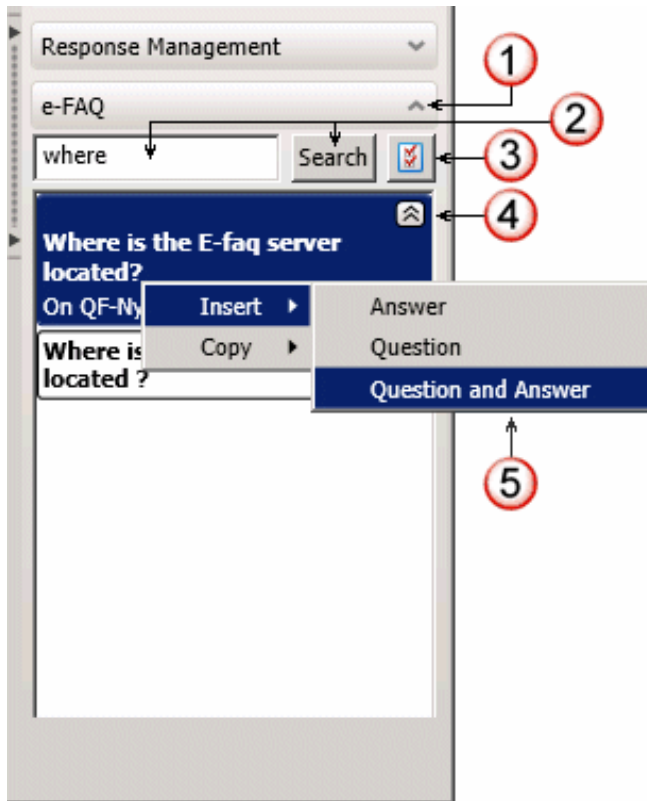 Response Management
1
e-FAQ
2
where
Search
3
4
Where is the E-faq server
located?
On QF-Ny
Insert
Answer
Where is
Copy
Question
located ?
Question and Answer
5